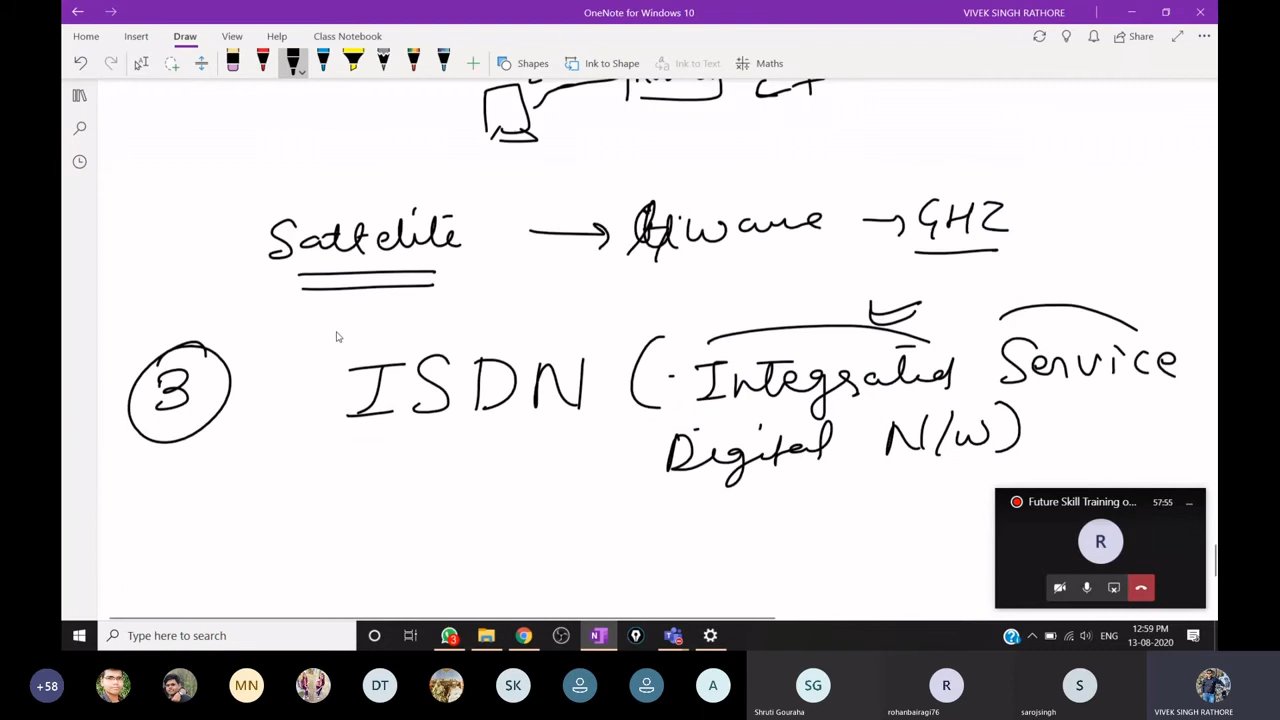 OneNote for Windows 10
VIVEK SINGH RATHORE
Home Insert Draw View Help Class Notebook
Share
Shapes Ink to Shape Ink to Text Maths
Sattelite → wave → GHZ
3 ISDN (Integrated Service
Digital N/W)
Future Skill Training o... 57:55
R
Type here to search
3
ENG
12:59 PM
13-08-2020
+58 MN DT SK A SG R S
Shruti Gouraha rohanbairagi76 sarojsingh VIVEK SINGH RATHORE